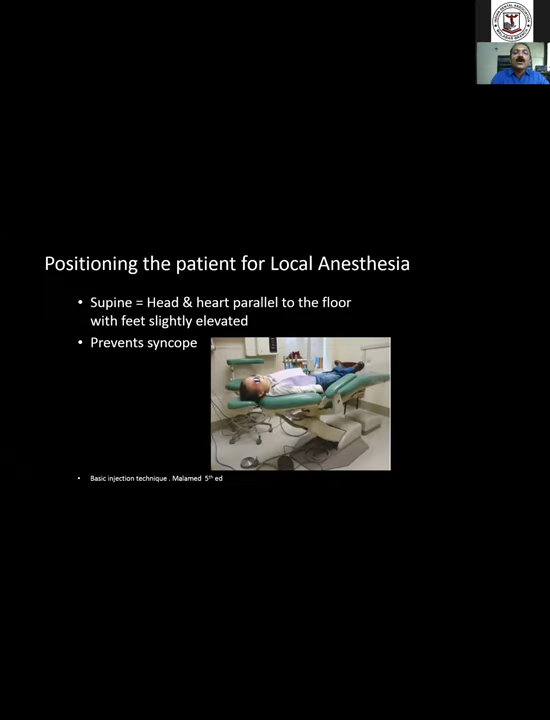 Positioning the patient for Local Anesthesia
• Supine = Head & heart parallel to the floor
with feet slightly elevated
• Prevents syncope
• Basic injection technique . Malamed 5th ed